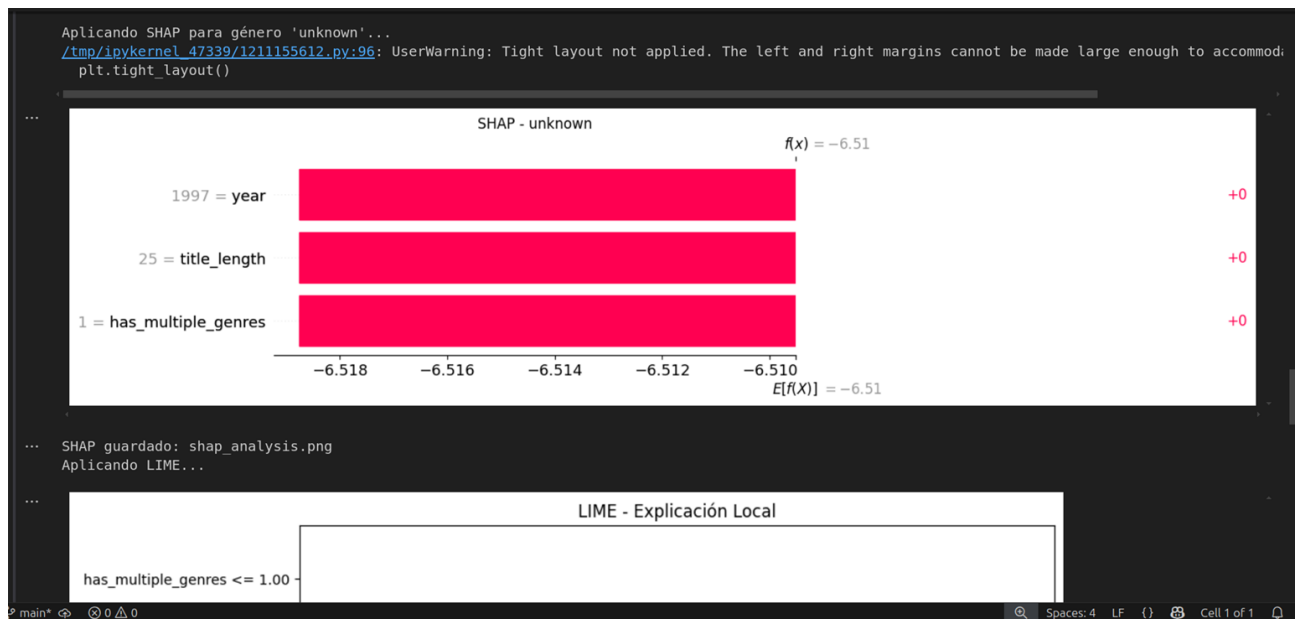 Aplicando SHAP para género 'unknown'...
/tmp/ipykernel_47339/1211155612.py:96: UserWarning: Tight layout not applied. The left and right margins cannot be made large enough to accommoda
plt.tight_layout()
...
SHAP - unknown
f(x) = −6.51
1997 = year
+0
25 = title_length
+0
1 = has_multiple_genres
+0
−6.518 −6.516 −6.514 −6.512 −6.510
E[f(X)] = −6.51
... SHAP guardado: shap_analysis.png
Aplicando LIME...
...
LIME - Explicación Local
has_multiple_genres <= 1.00
main* 0 0 Spaces: 4 LF {} Cell 1 of 1